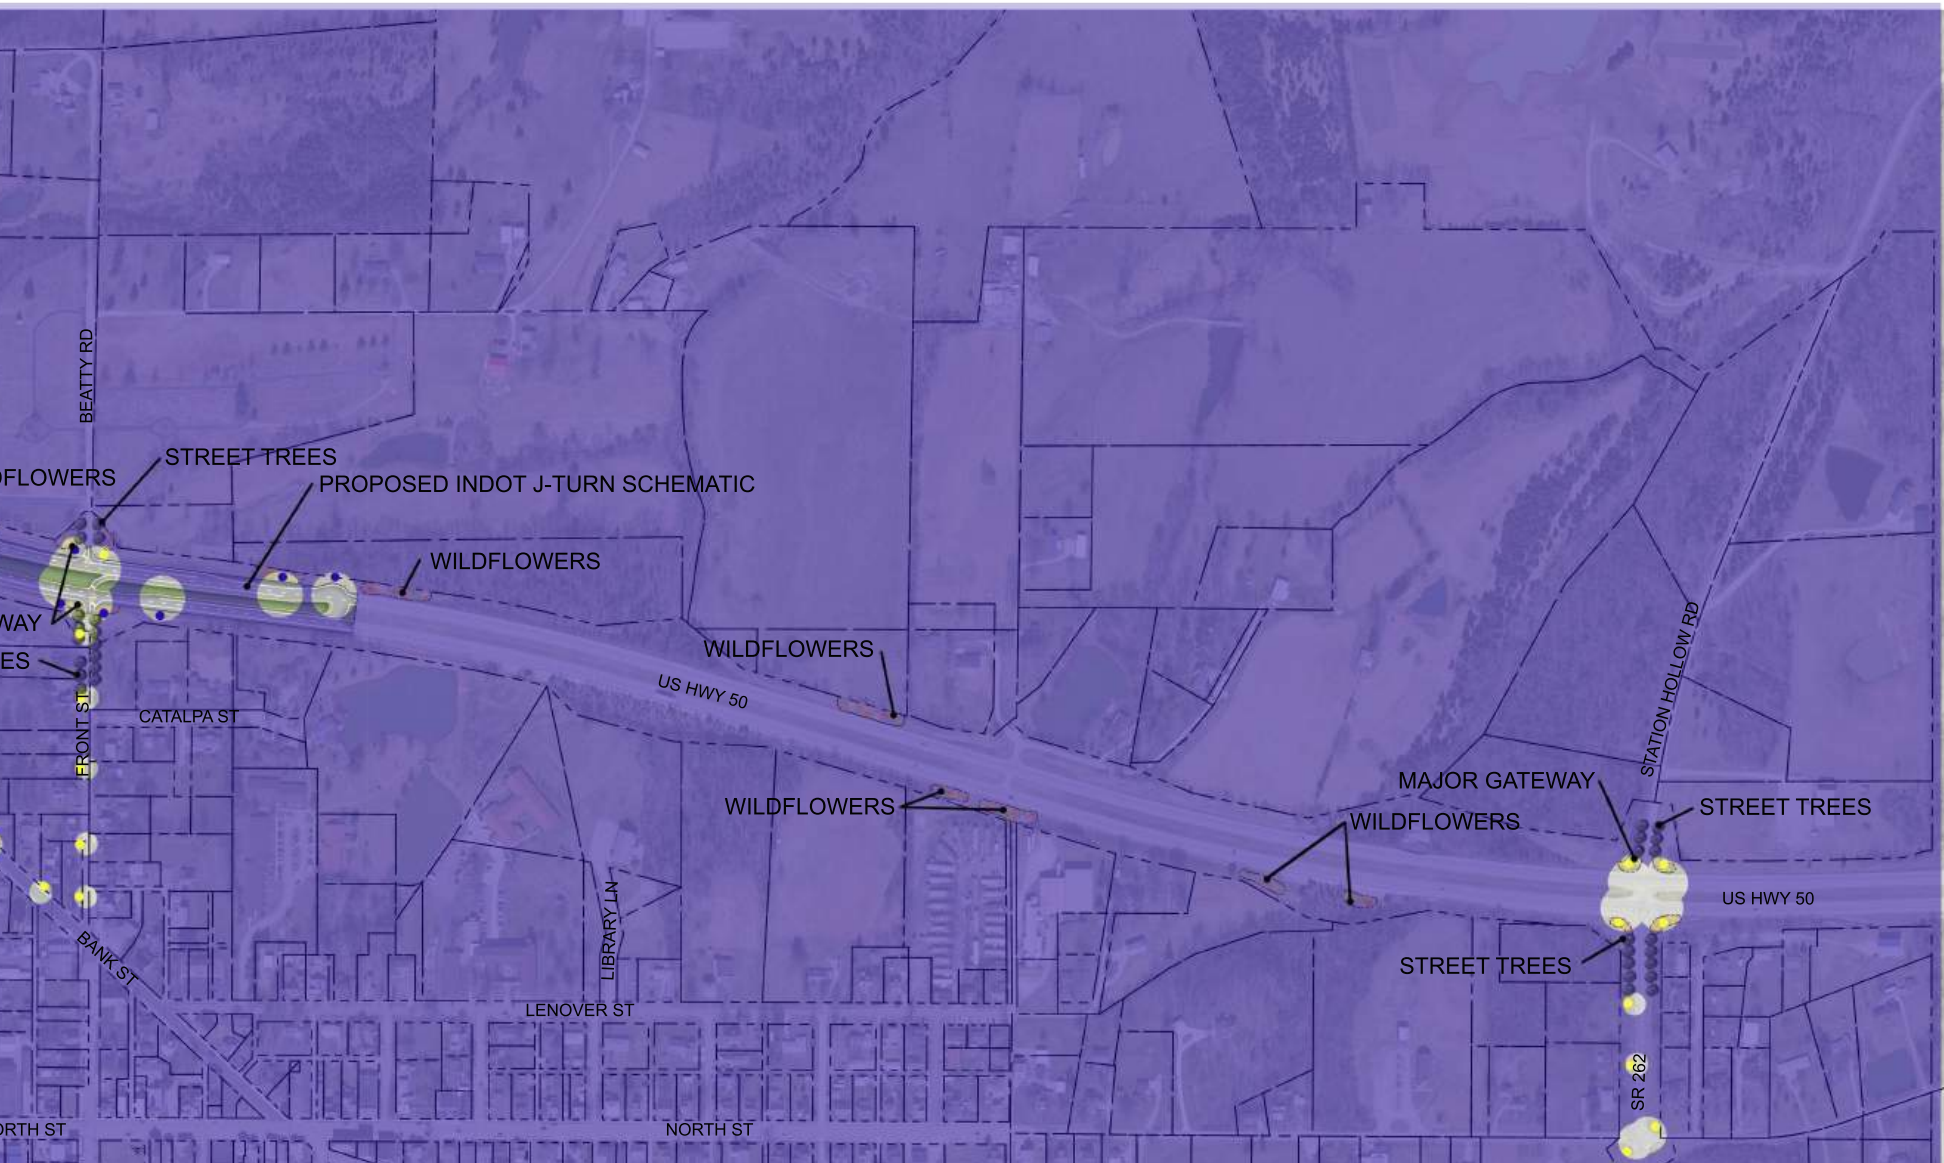 BEATTY RD
STREET TREES
DFLOWERS
PROPOSED INDOT J-TURN SCHEMATIC
WILDFLOWERS
WAY
WILDFLOWERS
ES
US HWY 50
FRONT ST
CATALPA ST
STATION HOLLOW RD
MAJOR GATEWAY
STREET TREES
WILDFLOWERS
WILDFLOWERS
US HWY 50
LIBRARY LN
BANK ST
STREET TREES
LENOVER ST
SR 262
ORTH ST
NORTH ST